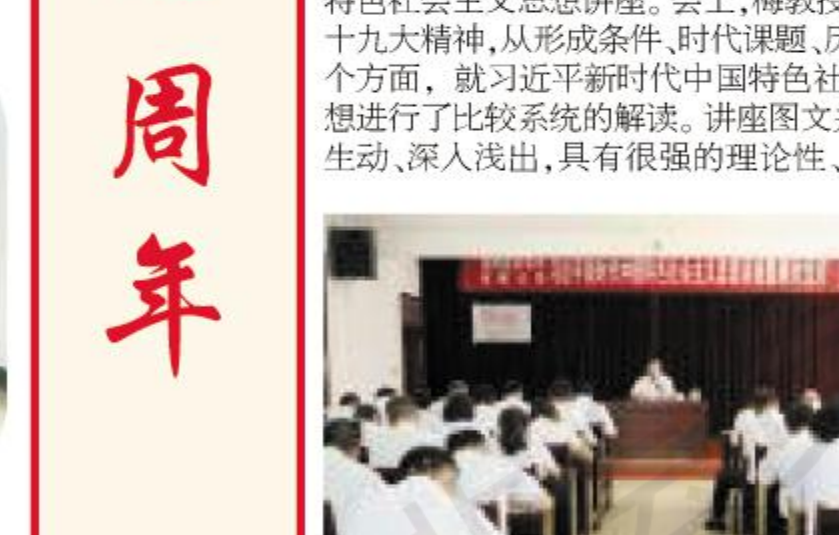 周
年
特色社会主义思想讲座。会上,梅教授
十九大精神,从形成条件、时代课题、历
个方面，就习近平新时代中国特色社
想进行了比较系统的解读。讲座图文
生动、深入浅出,具有很强的理论性、